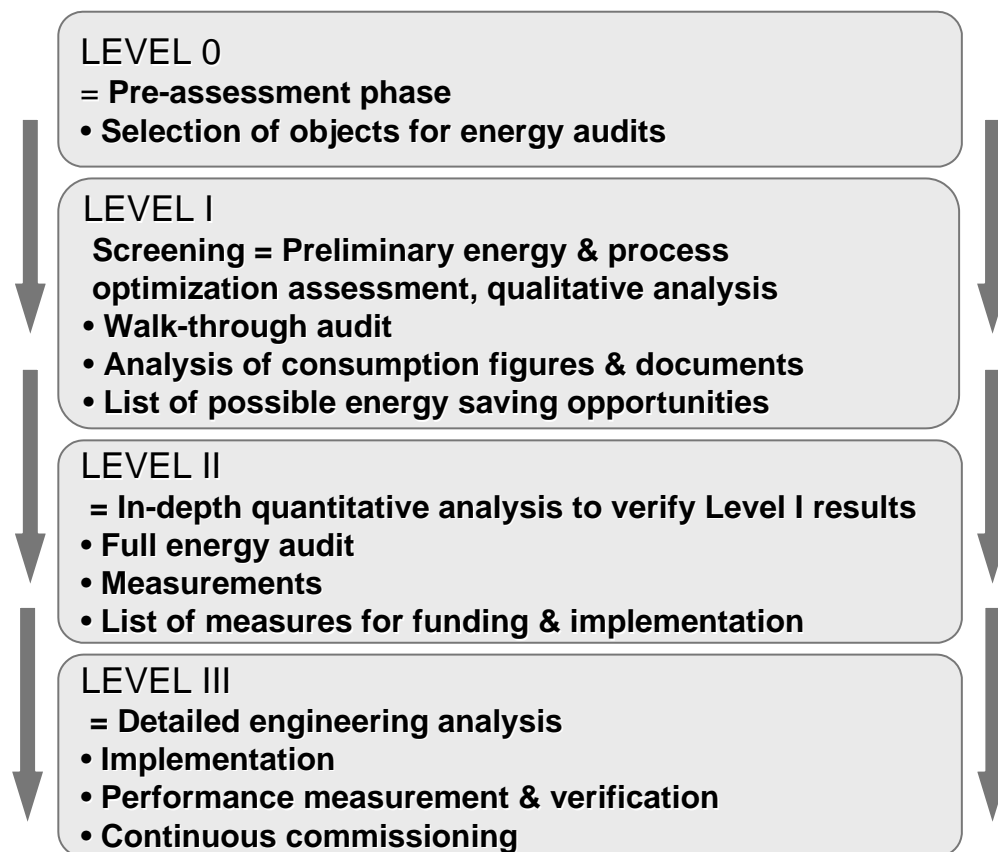 LEVEL 0
= Pre-assessment phase
• Selection of objects for energy audits
LEVEL I
Screening = Preliminary energy & process
optimization assessment, qualitative analysis
• Walk-through audit
• Analysis of consumption figures & documents
• List of possible energy saving opportunities
LEVEL II
= In-depth quantitative analysis to verify Level I results
• Full energy audit
• Measurements
• List of measures for funding & implementation
LEVEL III
= Detailed engineering analysis
• Implementation
• Performance measurement & verification
• Continuous commissioning